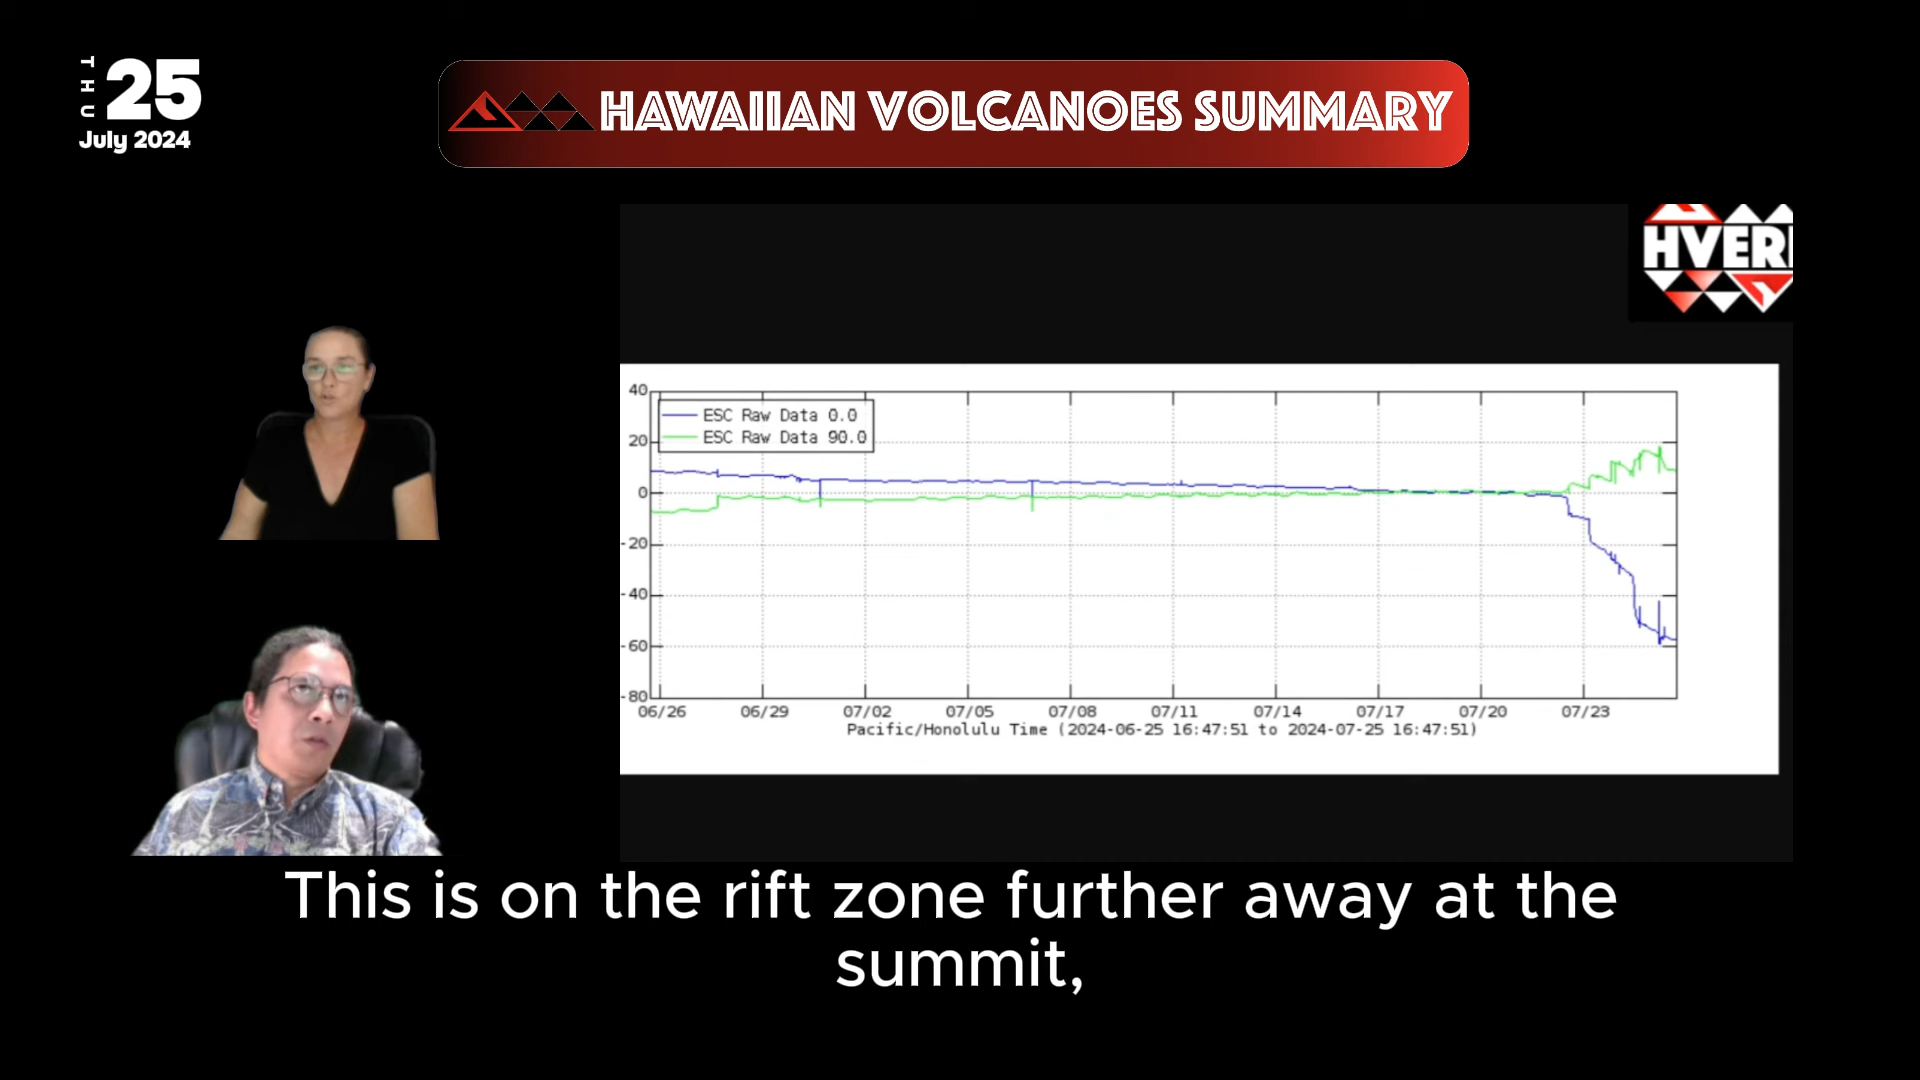 THU
25
July 2024
HAWAIIAN VOLCANOES SUMMARY
HVERI
40
20
0
-20
-40
-60
-80
ESC Raw Data 0.0
ESC Raw Data 90.0
06/26 06/29 07/02 07/05 07/08 07/11 07/14 07/17 07/20 07/23
Pacific/Honolulu Time (2024-06-25 16:47:51 to 2024-07-25 16:47:51)
This is on the rift zone further away at the
summit,